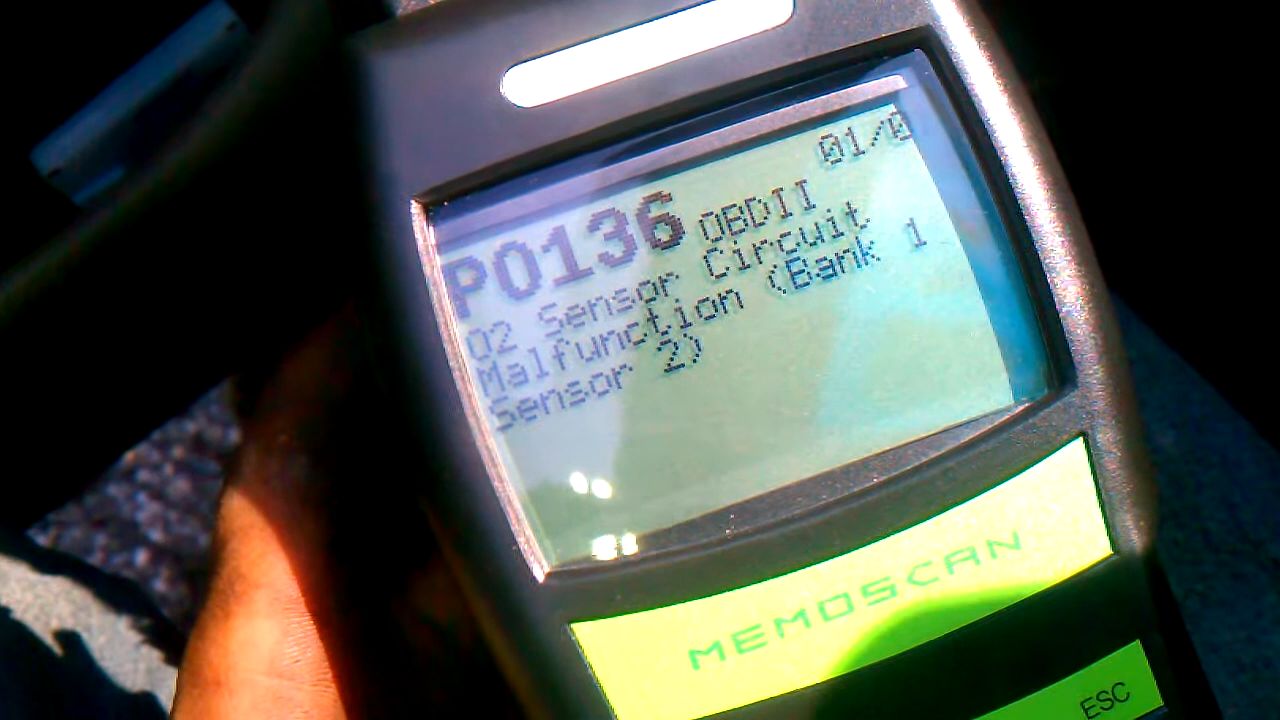 01/0
P0136 OBDII
O2 Sensor Circuit
Malfunction (Bank 1
Sensor 2)
MEMOSCAN
ESC